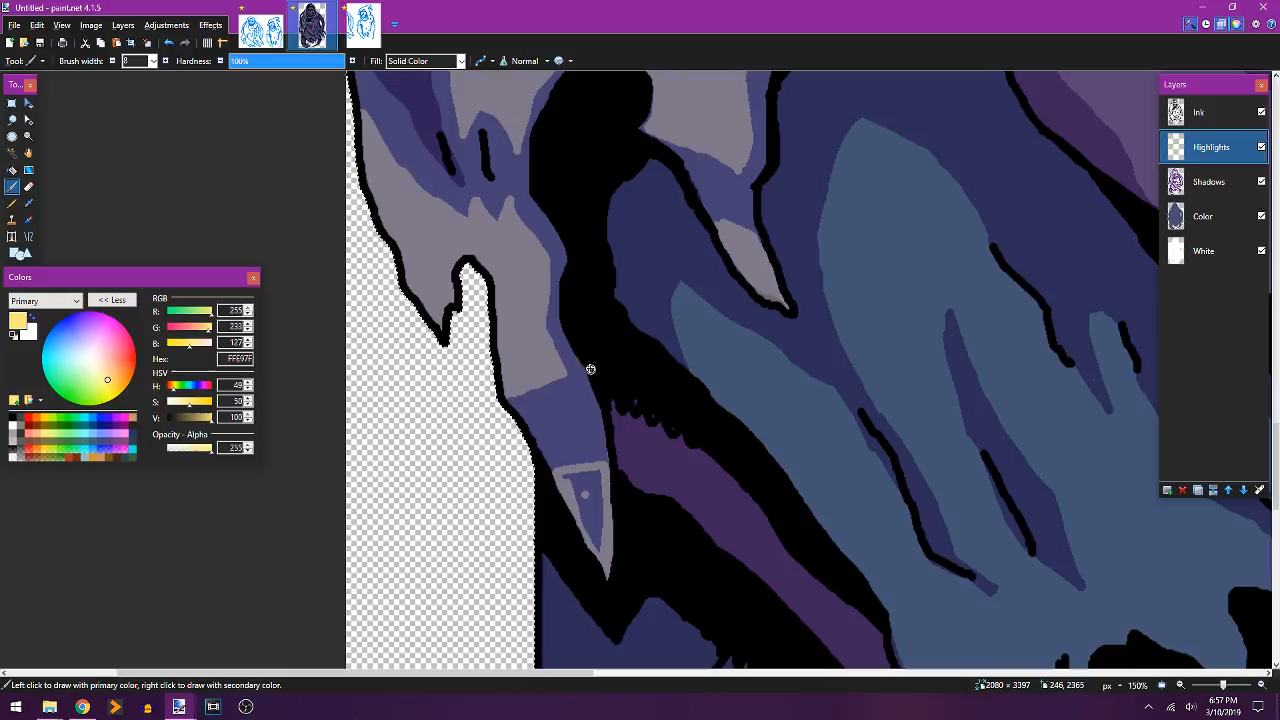 Untitled - paint.net 4.1.5
File Edit View Image Layers Adjustments Effects
Tool: Brush width: 8 Hardness: 100% Fill: Solid Color Normal
To...
Layers
Ink
Highlights
Shadows
Color
White
Colors
Primary << Less
RGB
R: 255
G: 233
B: 127
Hex: FFE97F
HSV
H: 49
S: 50
V: 100
Opacity - Alpha
255
Left click to draw with primary color, right click to draw with secondary color. 2080 × 3397 246, 2365 px 150%
6:57 PM
3/10/2019